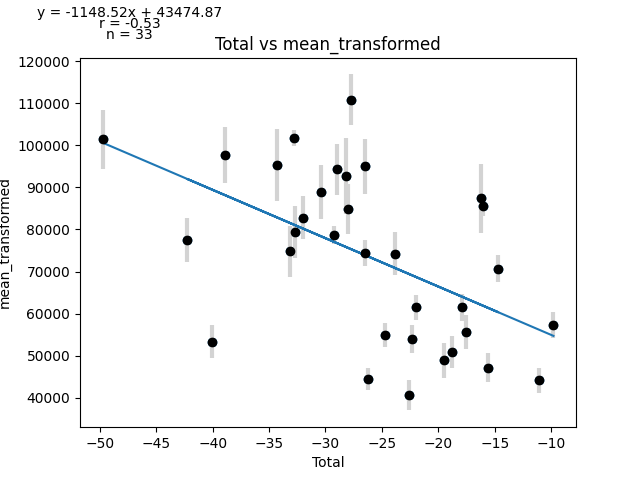 y = -1148.52x + 43474.87
r = -0.53
n = 33
Total vs mean_transformed
120000
110000
100000
90000
80000
70000
60000
50000
40000
mean_transformed
−50 −45 −40 −35 −30 −25 −20 −15 −10
Total